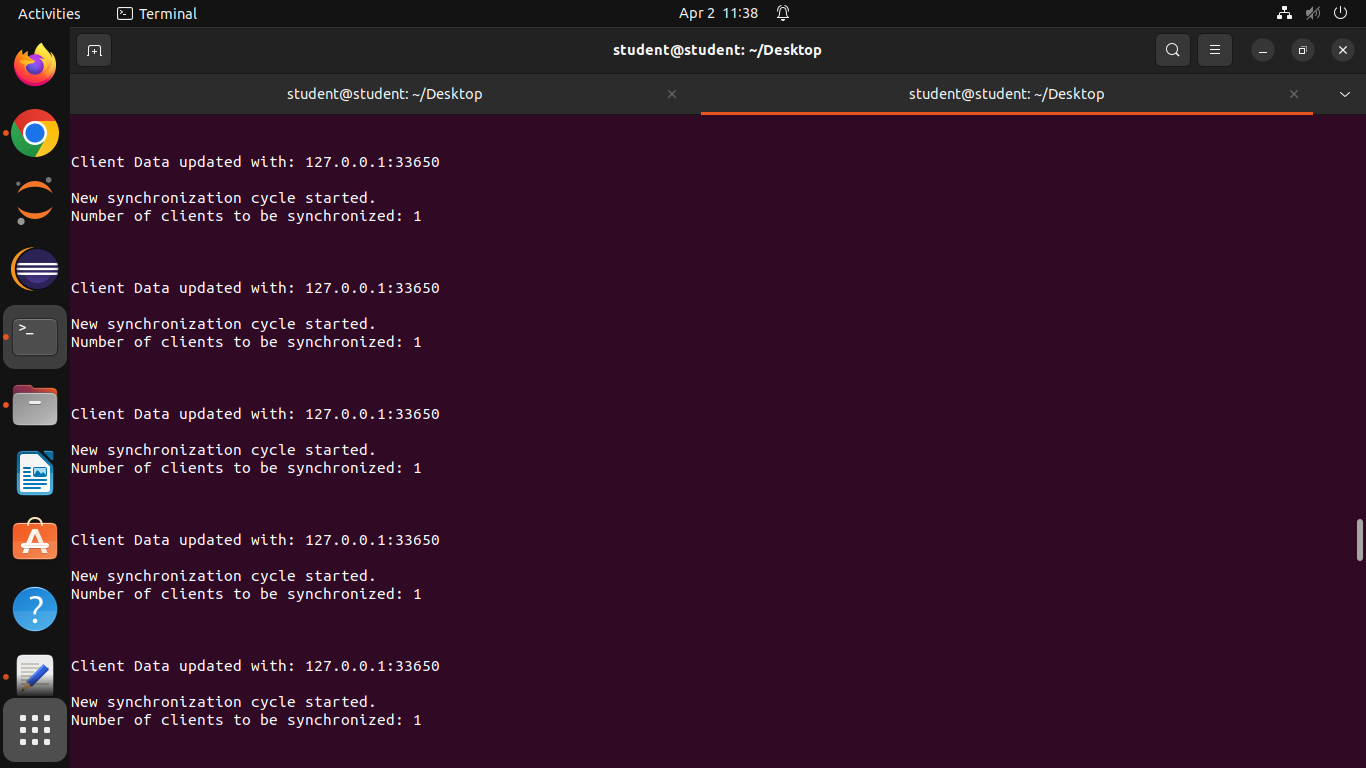 Activities
Terminal
Apr 2 11:38
student@student: ~/Desktop
student@student: ~/Desktop
student@student: ~/Desktop
Client Data updated with: 127.0.0.1:33650
New synchronization cycle started.
Number of clients to be synchronized: 1
Client Data updated with: 127.0.0.1:33650
New synchronization cycle started.
Number of clients to be synchronized: 1
Client Data updated with: 127.0.0.1:33650
New synchronization cycle started.
Number of clients to be synchronized: 1
Client Data updated with: 127.0.0.1:33650
New synchronization cycle started.
Number of clients to be synchronized: 1
Client Data updated with: 127.0.0.1:33650
New synchronization cycle started.
Number of clients to be synchronized: 1